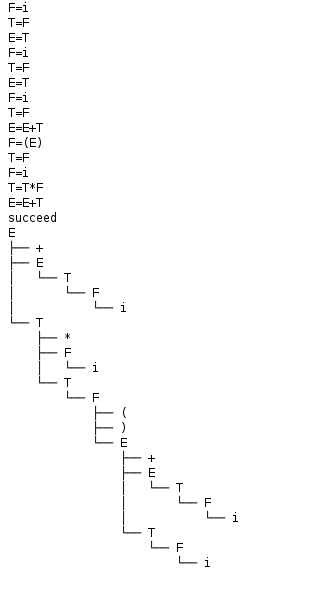 F=i
T=F
E=T
F=i
T=F
E=T
F=i
T=F
E=E+T
F=(E)
T=F
F=i
T=T*F
E=E+T
succeed
E
├── +
├── E
│   └── T
│       └── F
│           └── i
└── T
    ├── *
    ├── F
    │   └── i
    └── T
        └── F
            ├── (
            ├── )
            └── E
                ├── +
                ├── E
                │   └── T
                │       └── F
                │           └── i
                └── T
                    └── F
                        └── i